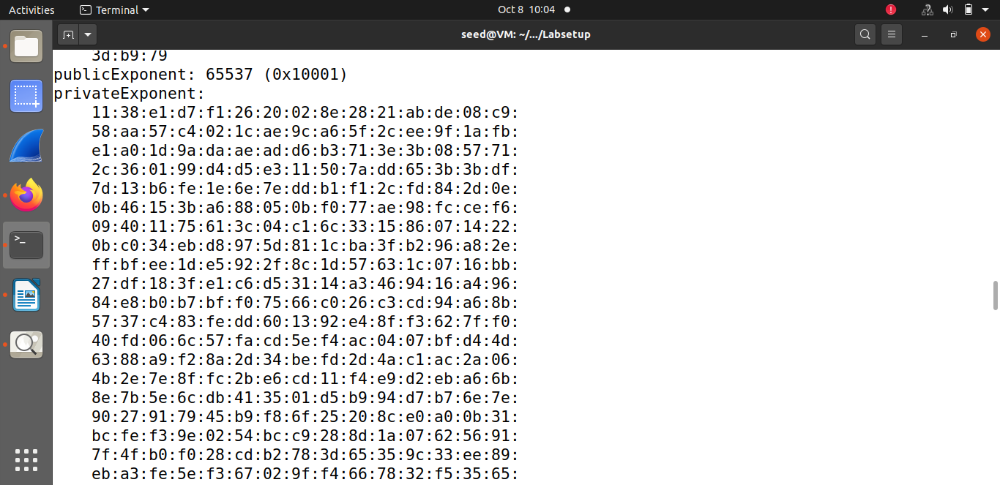 Activities
Terminal
Oct 8 10:04
seed@VM: ~/.../Labsetup
3d:b9:79
publicExponent: 65537 (0x10001)
privateExponent:
11:38:e1:d7:f1:26:20:02:8e:28:21:ab:de:08:c9:
58:aa:57:c4:02:1c:ae:9c:a6:5f:2c:ee:9f:1a:fb:
e1:a0:1d:9a:da:ae:ad:d6:b3:71:3e:3b:08:57:71:
2c:36:01:99:d4:d5:e3:11:50:7a:dd:65:3b:3b:df:
7d:13:b6:fe:1e:6e:7e:dd:b1:f1:2c:fd:84:2d:0e:
0b:46:15:3b:a6:88:05:0b:f0:77:ae:98:fc:ce:f6:
09:40:11:75:61:3c:04:c1:6c:33:15:86:07:14:22:
0b:c0:34:eb:d8:97:5d:81:1c:ba:3f:b2:96:a8:2e:
ff:bf:ee:1d:e5:92:2f:8c:1d:57:63:1c:07:16:bb:
27:df:18:3f:e1:c6:d5:31:14:a3:46:94:16:a4:96:
84:e8:b0:b7:bf:f0:75:66:c0:26:c3:cd:94:a6:8b:
57:37:c4:83:fe:dd:60:13:92:e4:8f:f3:62:7f:f0:
40:fd:06:6c:57:fa:cd:5e:f4:ac:04:07:bf:d4:4d:
63:88:a9:f2:8a:2d:34:be:fd:2d:4a:c1:ac:2a:06:
4b:2e:7e:8f:fc:2b:e6:cd:11:f4:e9:d2:eb:a6:6b:
8e:7b:5e:6c:db:41:35:01:d5:b9:94:d7:b7:6e:7e:
90:27:91:79:45:b9:f8:6f:25:20:8c:e0:a0:0b:31:
bc:fe:f3:9e:02:54:bc:c9:28:8d:1a:07:62:56:91:
7f:4f:b0:f0:28:cd:b2:78:3d:65:35:9c:33:ee:89:
eb:a3:fe:5e:f3:67:02:9f:f4:66:78:32:f5:35:65: